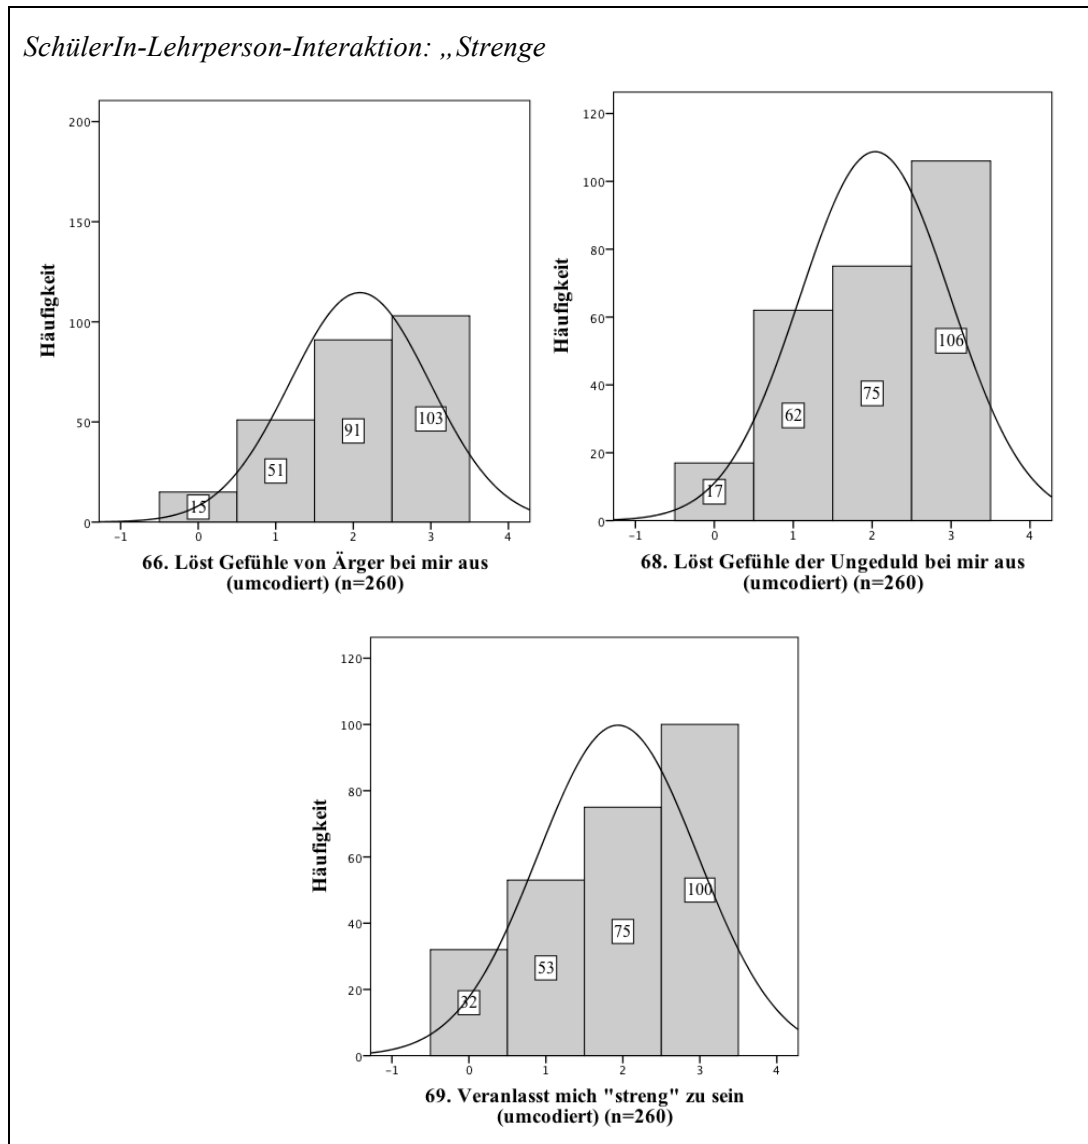 SchülerIn-Lehrperson-Interaktion: „Strenge
200
150
100
50
0
Häufigkeit
15
51
91
103
-1 0 1 2 3 4
66. Löst Gefühle von Ärger bei mir aus
(umcodiert) (n=260)
120
100
80
60
40
20
0
Häufigkeit
17
62
75
106
-1 0 1 2 3 4
68. Löst Gefühle der Ungeduld bei mir aus
(umcodiert) (n=260)
120
100
80
60
40
20
0
Häufigkeit
32
53
75
100
-1 0 1 2 3 4
69. Veranlasst mich "streng" zu sein
(umcodiert) (n=260)